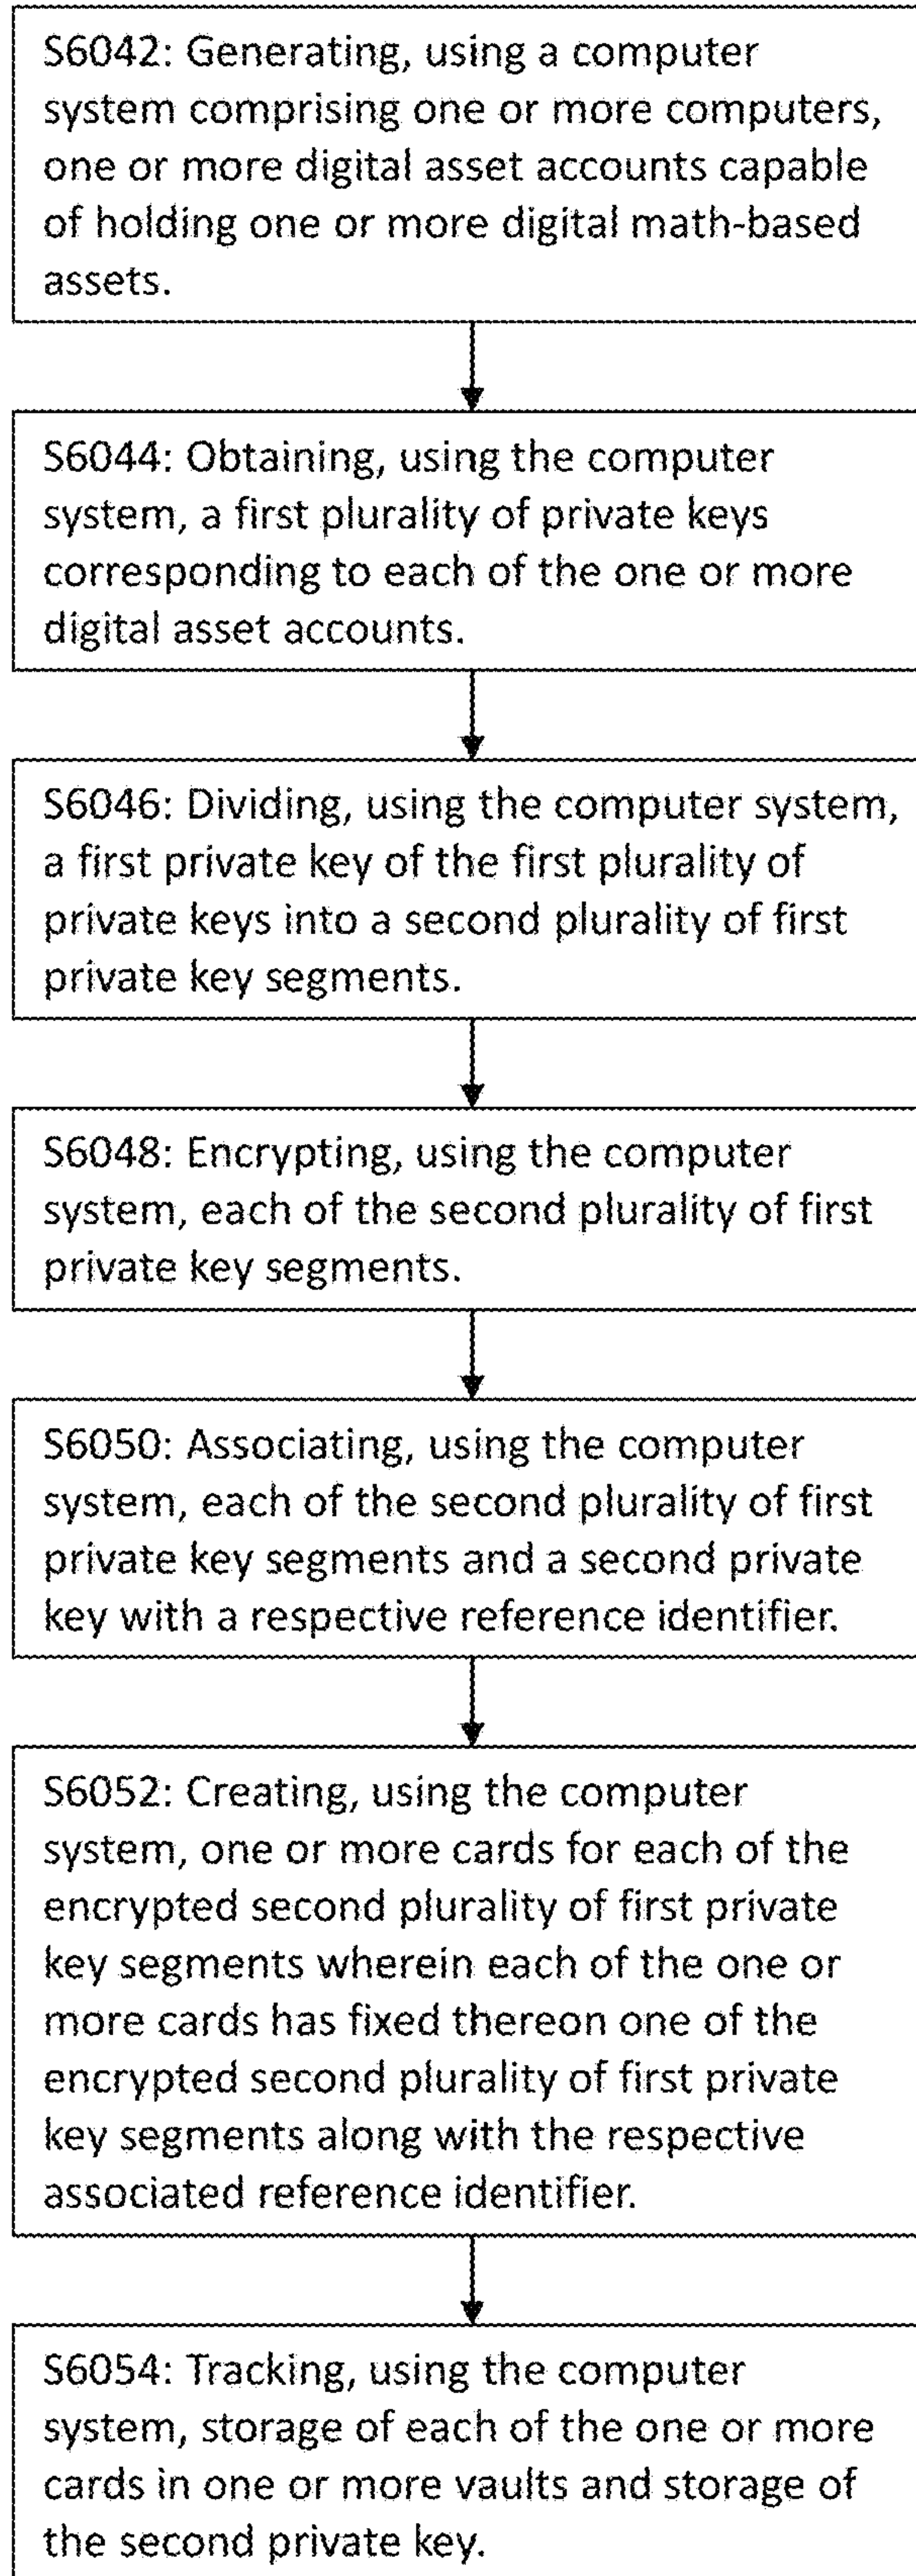 S6042: Generating, using a computer
system comprising one or more computers,
one or more digital asset accounts capable
of holding one or more digital math-based
assets.
S6044: Obtaining, using the computer
system, a first plurality of private keys
corresponding to each of the one or more
digital asset accounts.
S6046: Dividing, using the computer system,
a first private key of the first plurality of
private keys into a second plurality of first
private key segments.
S6048: Encrypting, using the computer
system, each of the second plurality of first
private key segments.
S6050: Associating, using the computer
system, each of the second plurality of first
private key segments and a second private
key with a respective reference identifier.
S6052: Creating, using the computer
system, one or more cards for each of the
encrypted second plurality of first private
key segments wherein each of the one or
more cards has fixed thereon one of the
encrypted second plurality of first private
key segments along with the respective
associated reference identifier.
S6054: Tracking, using the computer
system, storage of each of the one or more
cards in one or more vaults and storage of
the second private key.